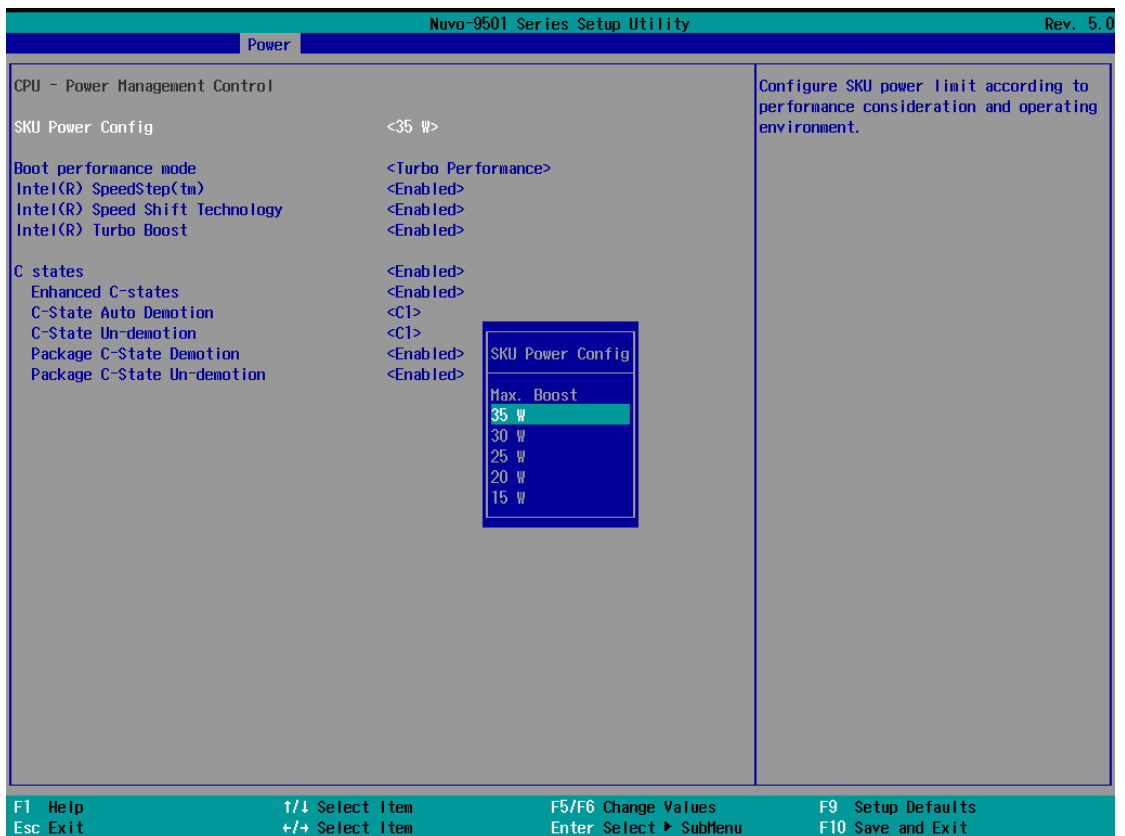 Nuvo-9501 Series Setup Utility Rev. 5.0
Power
CPU - Power Management Control
SKU Power Config <35 W>
Boot performance mode <Turbo Performance>
Intel(R) SpeedStep(tm) <Enabled>
Intel(R) Speed Shift Technology <Enabled>
Intel(R) Turbo Boost <Enabled>
C states <Enabled>
Enhanced C-states <Enabled>
C-State Auto Demotion <C1>
C-State Un-demotion <C1>
Package C-State Demotion <Enabled>
Package C-State Un-demotion <Enabled>
SKU Power Config
Max. Boost
35 W
30 W
25 W
20 W
15 W
Configure SKU power limit according to
performance consideration and operating
environment.
F1 Help ↑/↓ Select Item F5/F6 Change Values F9 Setup Defaults
Esc Exit ←/→ Select Item Enter Select ▶ SubMenu F10 Save and Exit